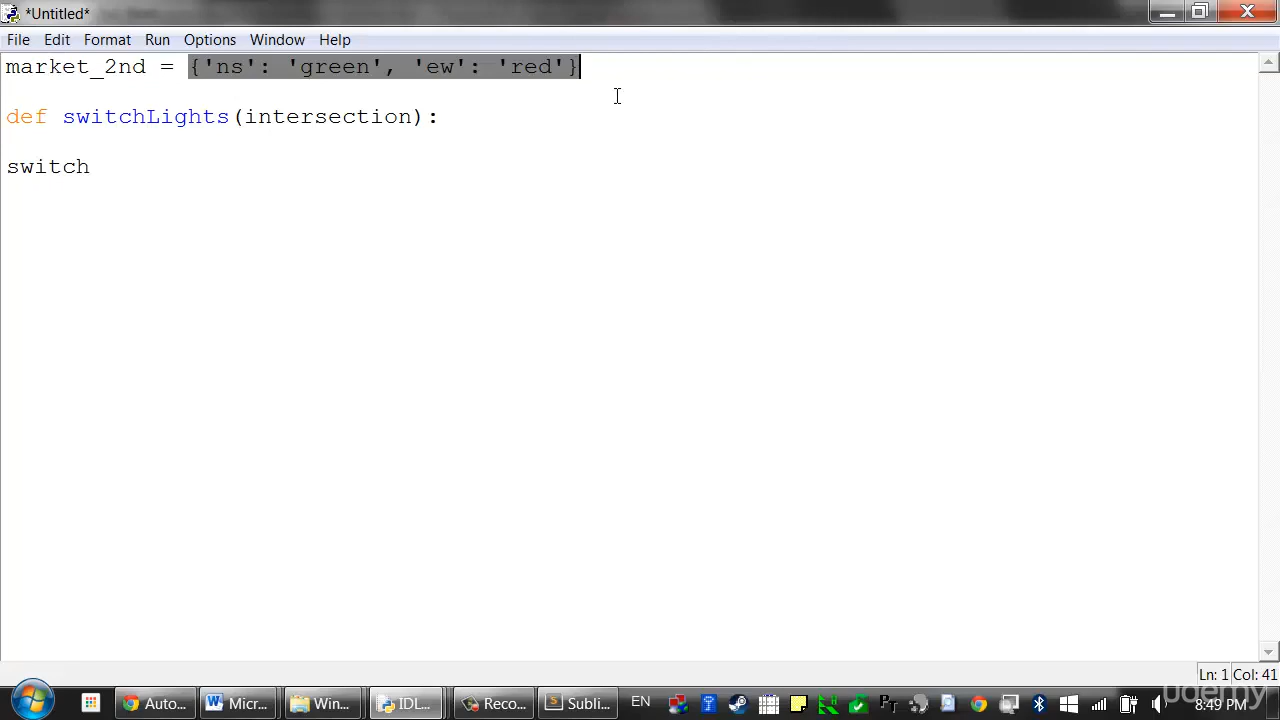 *Untitled*
File Edit Format Run Options Window Help
market_2nd = {'ns': 'green', 'ew': 'red'}
def switchLights(intersection):
switch
Ln: 1 Col: 41
Auto... Micr... Win... IDL... Reco... Subli... EN 8:49 PM
udemy